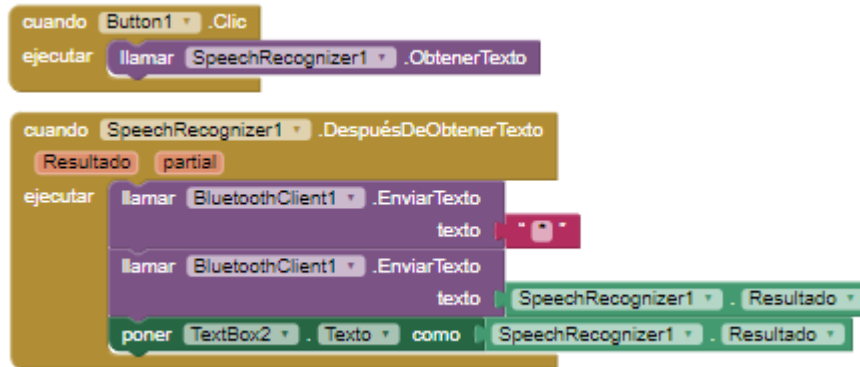 cuando Button1 .Clic
ejecutar llamar SpeechRecognizer1 .ObtenerTexto
cuando SpeechRecognizer1 .DespuésDeObtenerTexto
Resultado partial
ejecutar llamar BluetoothClient1 .EnviarTexto
texto " * "
llamar BluetoothClient1 .EnviarTexto
texto SpeechRecognizer1 . Resultado
poner TextBox2 . Texto como SpeechRecognizer1 . Resultado